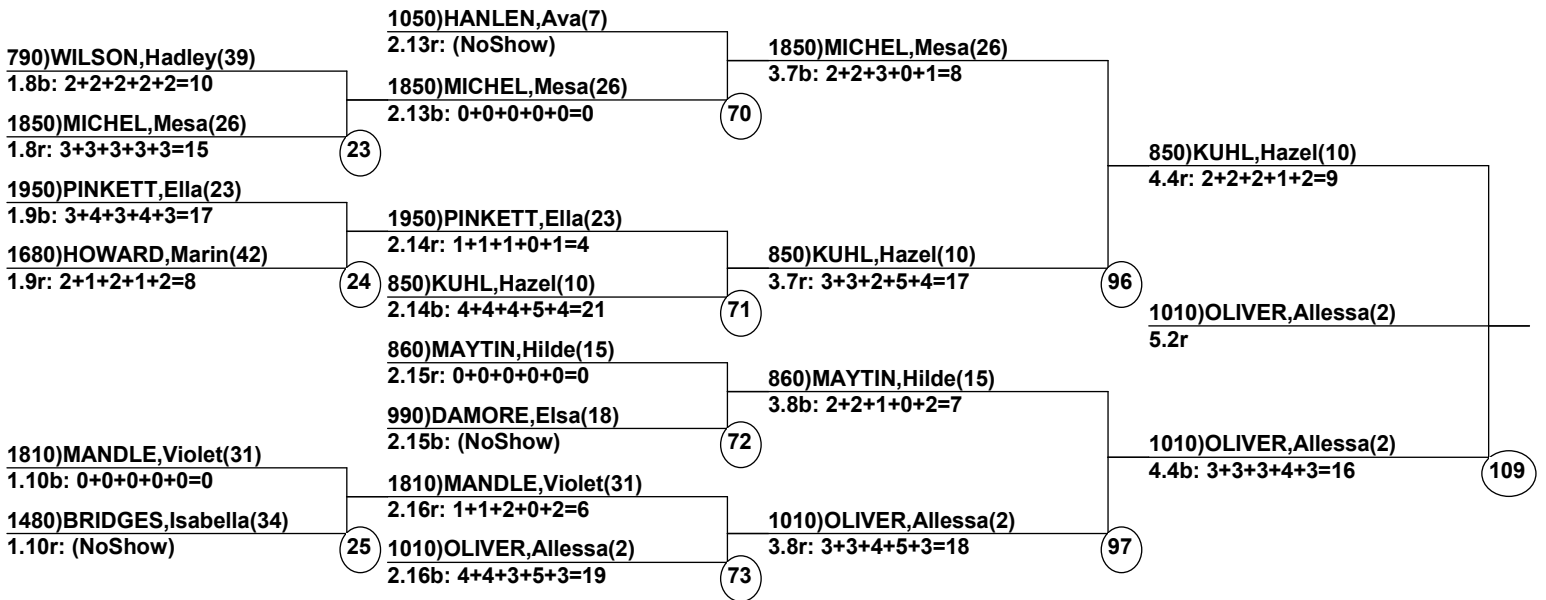 790)WILSON,Hadley(39)
1.8b: 2+2+2+2+2=10
1850)MICHEL,Mesa(26)
1.8r: 3+3+3+3+3=15
23
1950)PINKETT,Ella(23)
1.9b: 3+4+3+4+3=17
1680)HOWARD,Marin(42)
1.9r: 2+1+2+1+2=8
24
1810)MANDLE,Violet(31)
1.10b: 0+0+0+0+0=0
1480)BRIDGES,Isabella(34)
1.10r: (NoShow)
25
1050)HANLEN,Ava(7)
2.13r: (NoShow)
1850)MICHEL,Mesa(26)
2.13b: 0+0+0+0+0=0
70
1950)PINKETT,Ella(23)
2.14r: 1+1+1+0+1=4
850)KUHL,Hazel(10)
2.14b: 4+4+4+5+4=21
71
860)MAYTIN,Hilde(15)
2.15r: 0+0+0+0+0=0
990)DAMORE,Elsa(18)
2.15b: (NoShow)
72
1810)MANDLE,Violet(31)
2.16r: 1+1+2+0+2=6
1010)OLIVER,Allessa(2)
2.16b: 4+4+3+5+3=19
73
1850)MICHEL,Mesa(26)
3.7b: 2+2+3+0+1=8
850)KUHL,Hazel(10)
3.7r: 3+3+2+5+4=17
96
860)MAYTIN,Hilde(15)
3.8b: 2+2+1+0+2=7
1010)OLIVER,Allessa(2)
3.8r: 3+3+4+5+3=18
97
850)KUHL,Hazel(10)
4.4r: 2+2+2+1+2=9
1010)OLIVER,Allessa(2)
4.4b: 3+3+3+4+3=16
109
1010)OLIVER,Allessa(2)
5.2r